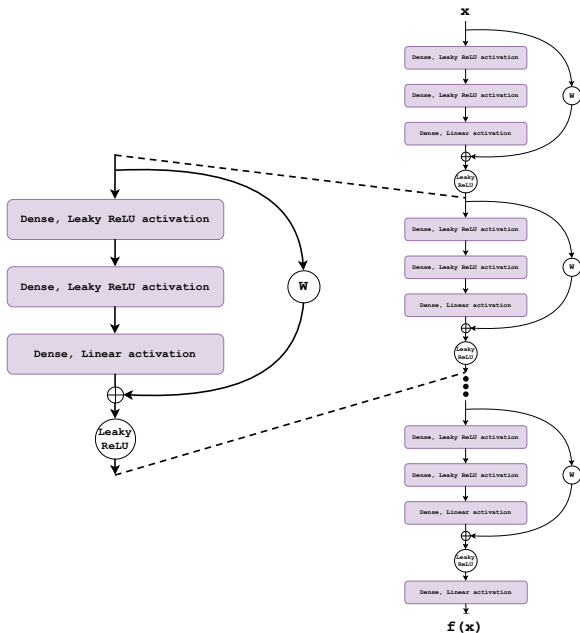 Dense, Leaky ReLU activation
Dense, Leaky ReLU activation
W
Dense, Linear activation
Leaky
ReLU
x
Dense, Leaky ReLU activation
Dense, Leaky ReLU activation
W
Dense, Linear activation
Leaky
ReLU
Dense, Leaky ReLU activation
Dense, Leaky ReLU activation
W
Dense, Linear activation
Leaky
ReLU
Dense, Leaky ReLU activation
Dense, Leaky ReLU activation
W
Dense, Linear activation
Leaky
ReLU
Dense, Linear activation
f(x)